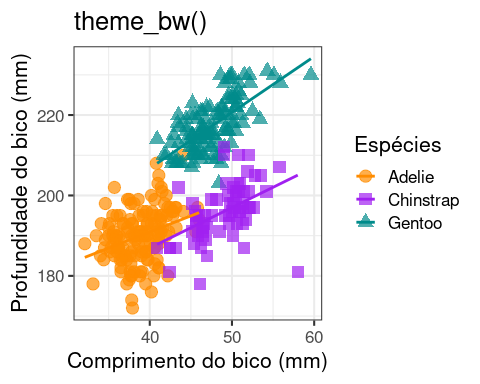 theme_bw()
Profundidade do bico (mm)
220
200
180
40
50
60
Comprimento do bico (mm)
Espécies
Adelie
Chinstrap
Gentoo